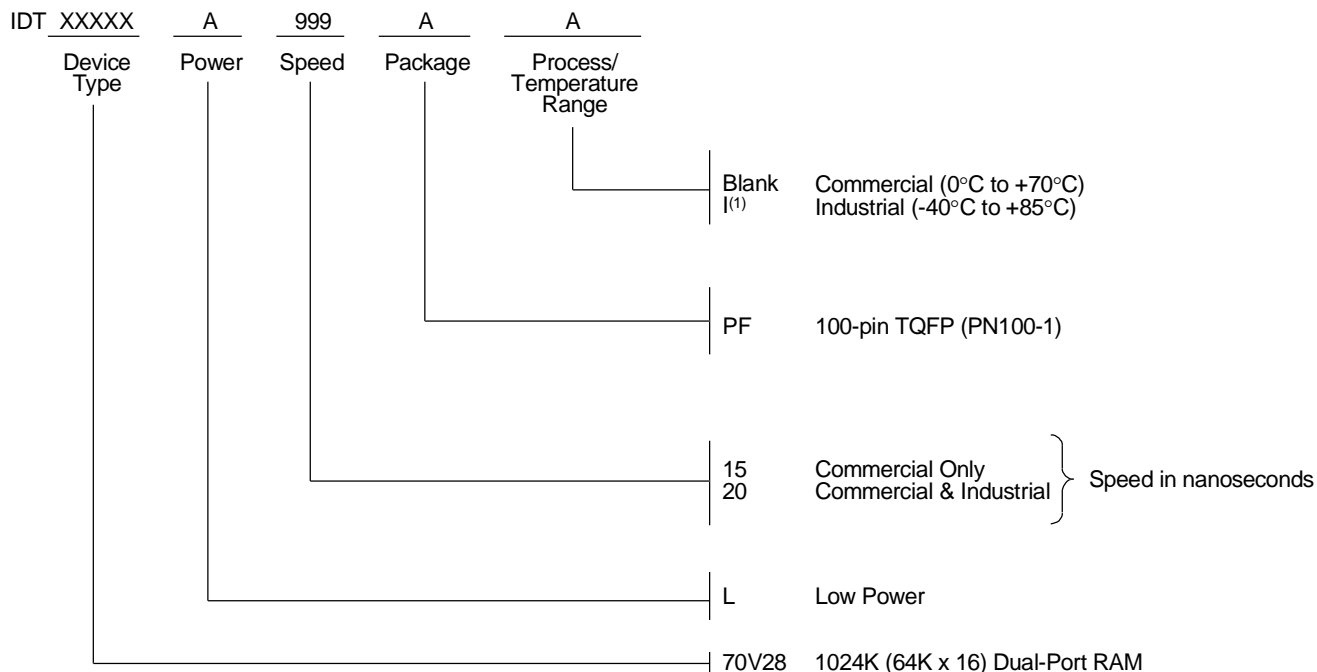 IDT XXXXX A 999 A A
Device Type Power Speed Package Process/ Temperature Range
Blank Commercial (0°C to +70°C)
I(1) Industrial (-40°C to +85°C)
PF 100-pin TQFP (PN100-1)
15 Commercial Only
20 Commercial & Industrial
Speed in nanoseconds
L Low Power
70V28 1024K (64K x 16) Dual-Port RAM